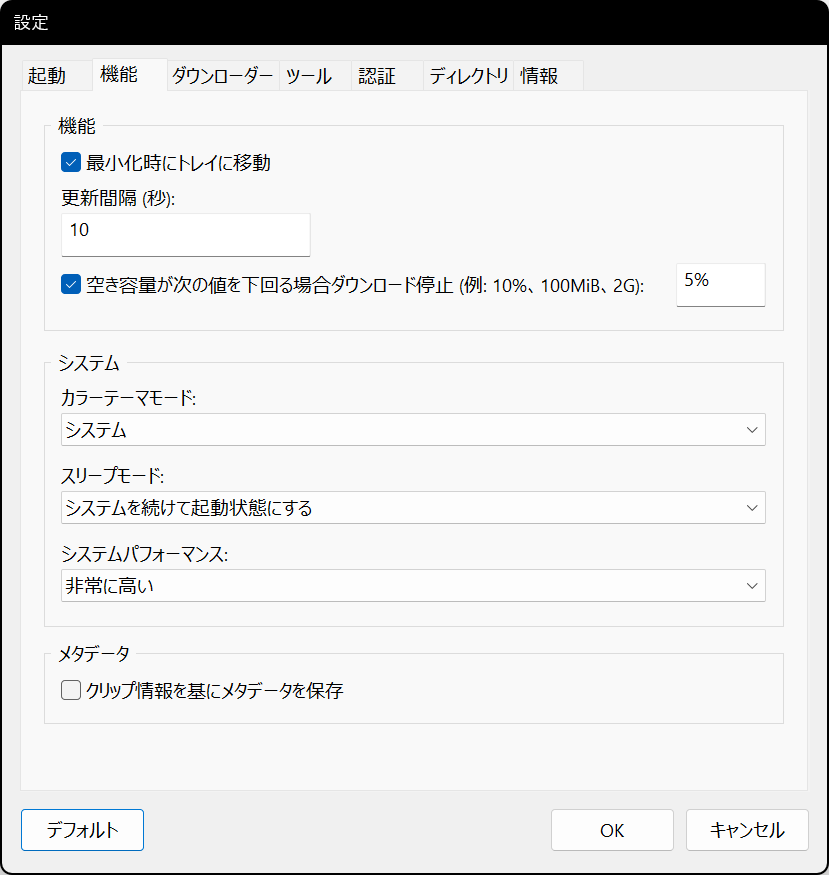 設定
起動 機能 ダウンローダー ツール 認証 ディレクトリ 情報
機能
最小化時にトレイに移動
更新間隔 (秒):
10
空き容量が次の値を下回る場合ダウンロード停止 (例: 10%、100MiB、2G): 5%
システム
カラーテーマモード:
システム
スリープモード:
システムを続けて起動状態にする
システムパフォーマンス:
非常に高い
メタデータ
クリップ情報を基にメタデータを保存
デフォルト OK キャンセル